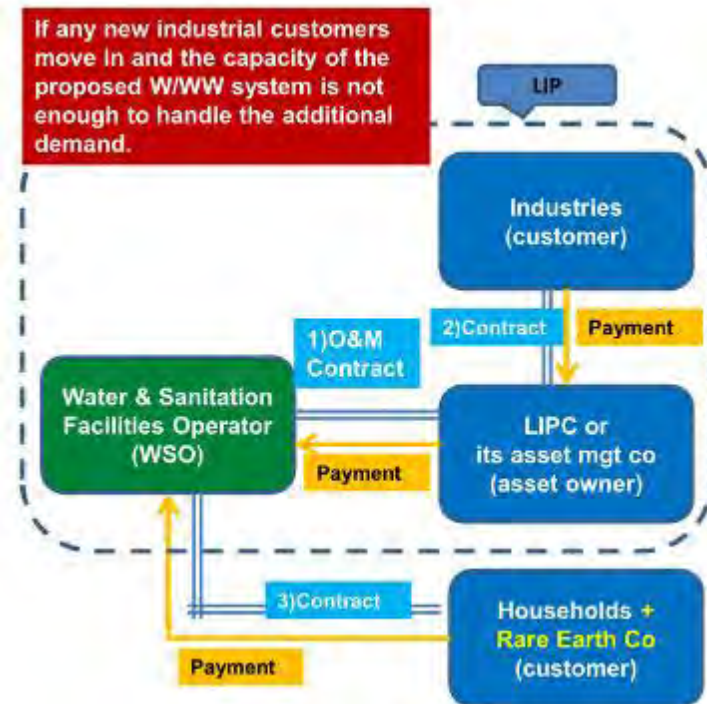 If any new industrial customers
move in and the capacity of the
proposed W/WW system is not
enough to handle the additional
demand.
LIP
Industries
(customer)
1)O&M
Contract
2)Contract
Payment
Water & Sanitation
Facilities Operator
(WSO)
LIPC or
its asset mgt co
(asset owner)
Payment
3)Contract
Households +
Rare Earth Co
(customer)
Payment